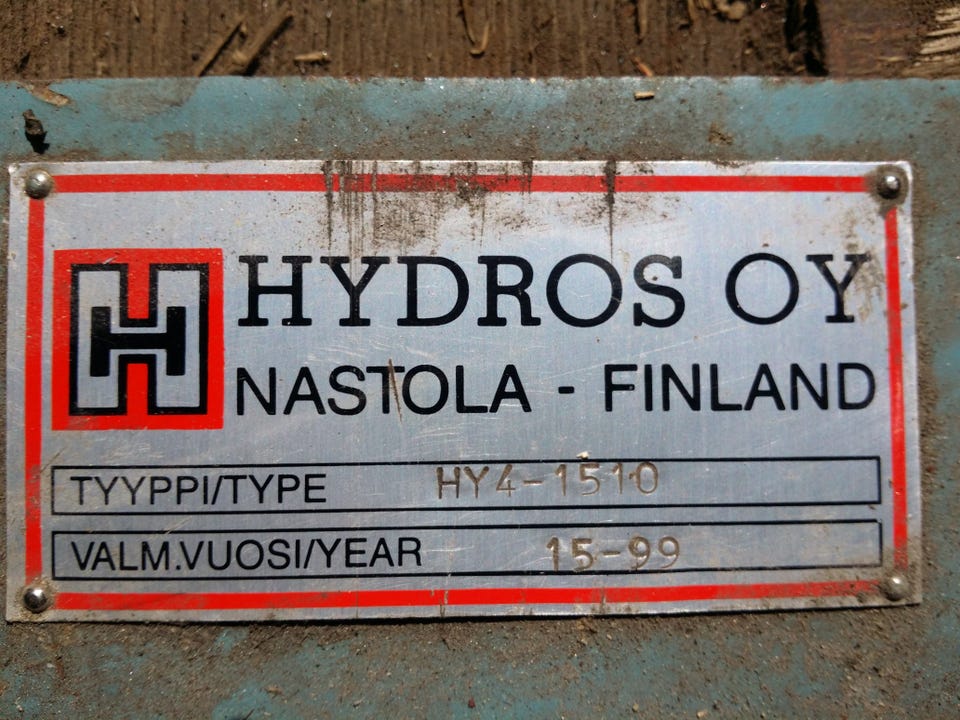 H HYDROS OY
NASTOLA - FINLAND
TYYPPI/TYPE HY4-1510
VALM.VUOSI/YEAR 15-99